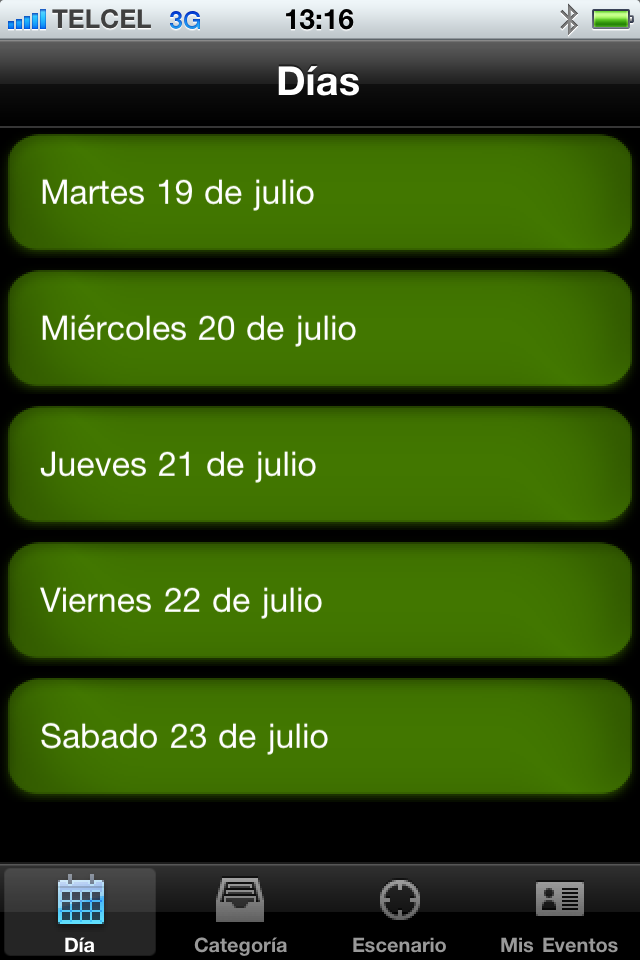 TELCEL 3G 13:16
Días
Martes 19 de julio
Miércoles 20 de julio
Jueves 21 de julio
Viernes 22 de julio
Sabado 23 de julio
Día Categoría Escenario Mis Eventos